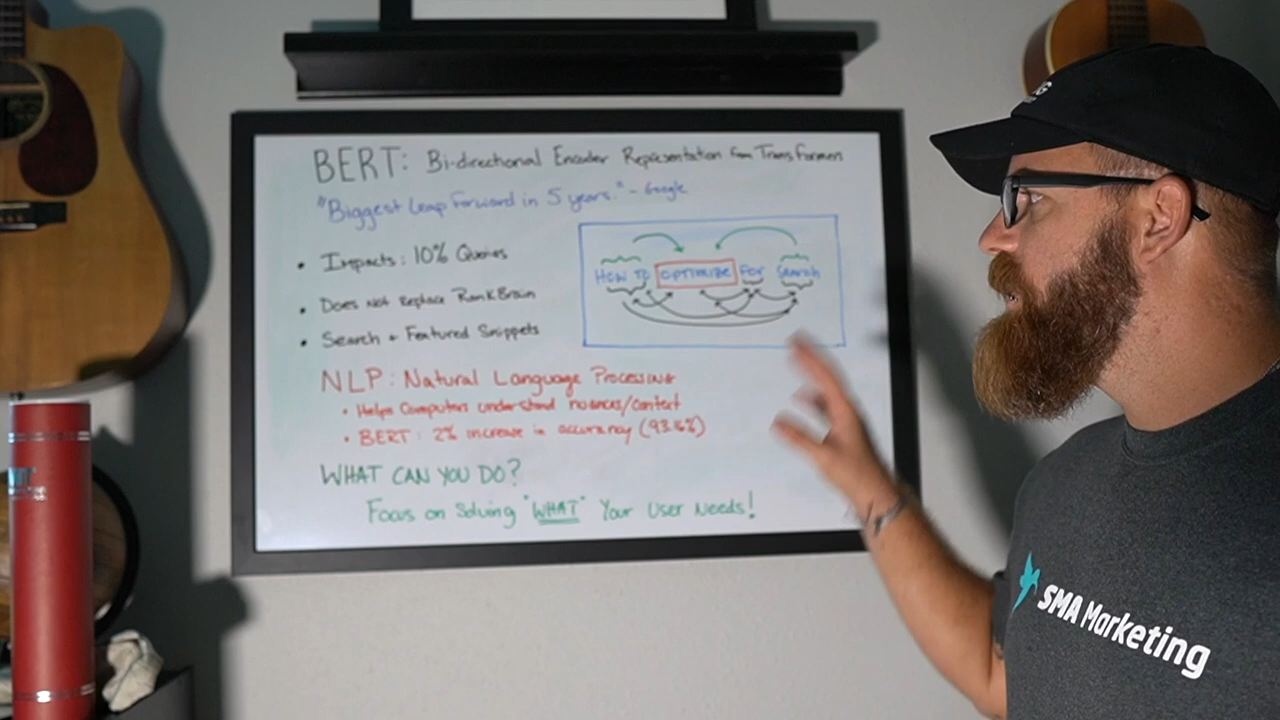 BERT: Bi-directional Encoder Representation from Transformers
"Biggest Leap Forward in 5 years." - Google
• Impacts: 10% Queries
• Does Not Replace RankBrain
• Search + Featured Snippets
How To OPTIMIZE For Search
NLP: Natural Language Processing
• Helps Computers understand nuances/context
• BERT: 2% increase in accuracy (93.16%)
WHAT CAN YOU DO?
Focus on Solving "WHAT" Your User Needs!
SMA Marketing